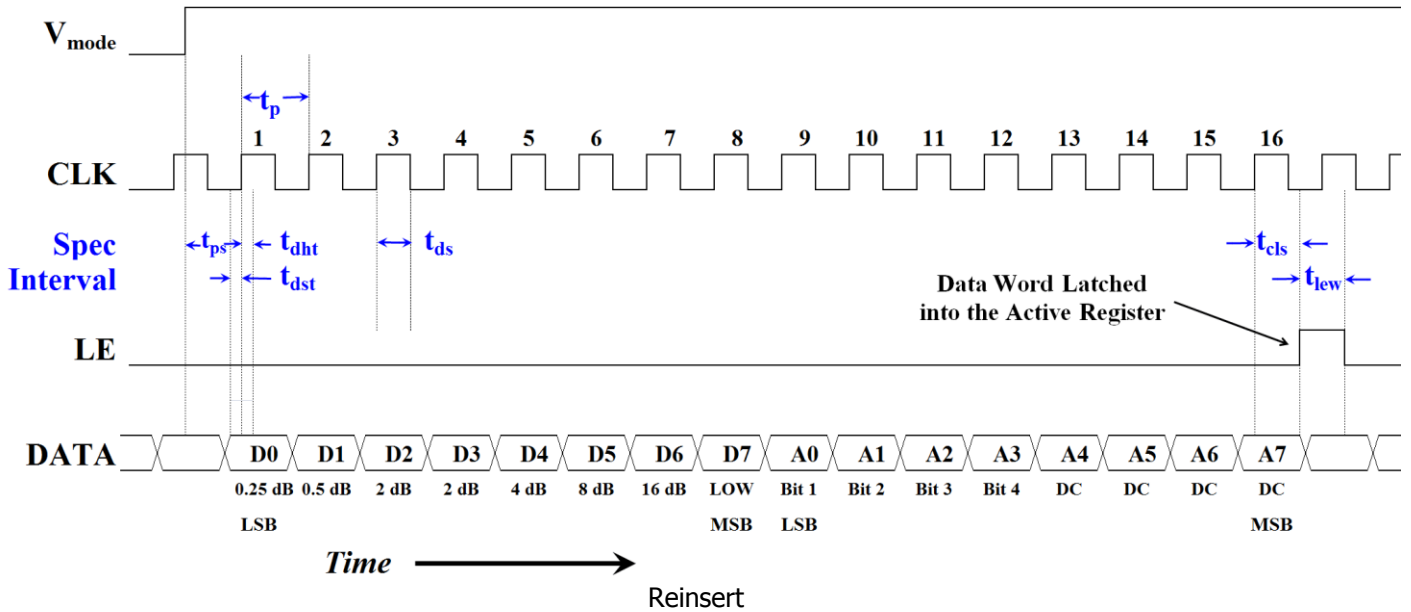 Vmode
tp
1 2 3 4 5 6 7 8 9 10 11 12 13 14 15 16
CLK
Spec
Interval
tps tdht tds tcls
tdst tlew
Data Word Latched
into the Active Register
LE
DATA D0 D1 D2 D3 D4 D5 D6 D7 A0 A1 A2 A3 A4 A5 A6 A7
0.25 dB 0.5 dB 2 dB 2 dB 4 dB 8 dB 16 dB LOW Bit 1 Bit 2 Bit 3 Bit 4 DC DC DC DC
LSB MSB LSB MSB
Time
Reinsert